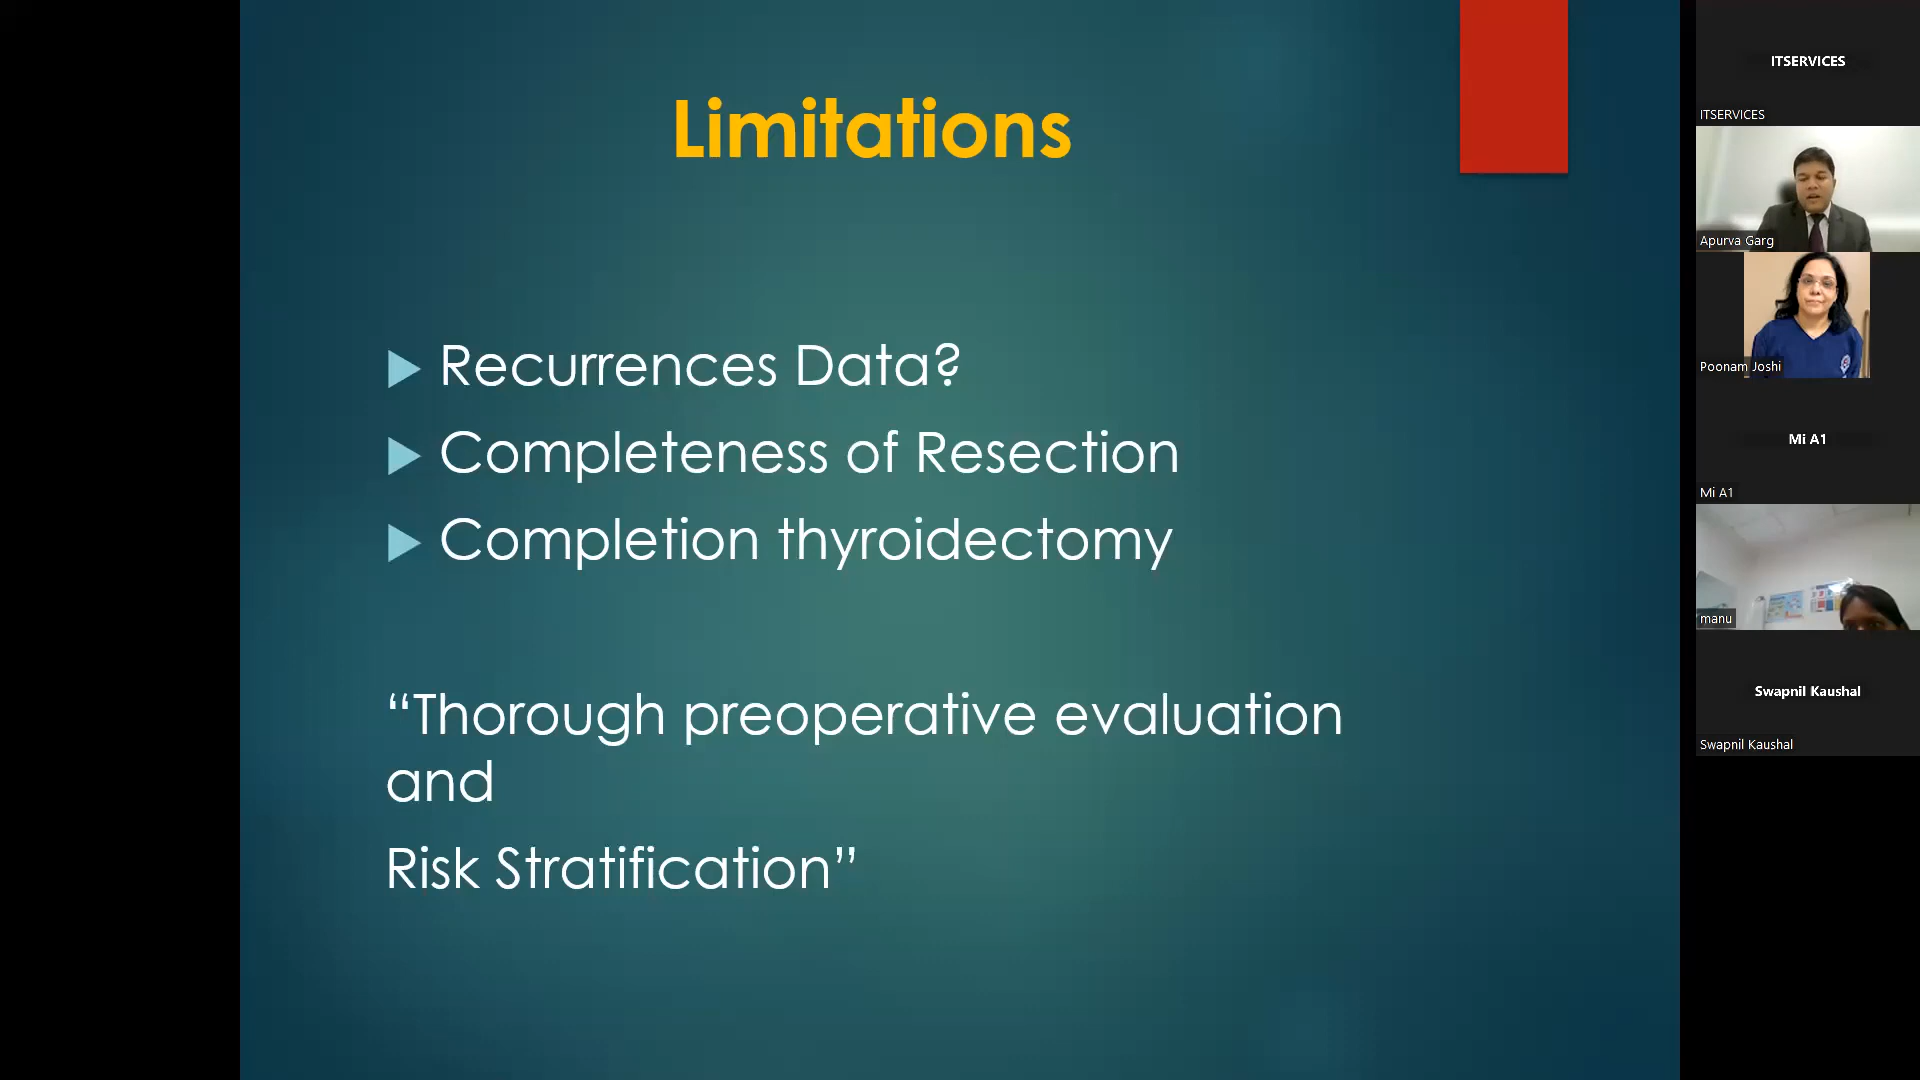 Limitations
Recurrences Data?
Completeness of Resection
Completion thyroidectomy
“Thorough preoperative evaluation
and
Risk Stratification”
ITSERVICES
ITSERVICES
Apurva Garg
Poonam Joshi
Mi A1
Mi A1
manu
Swapnil Kaushal
Swapnil Kaushal